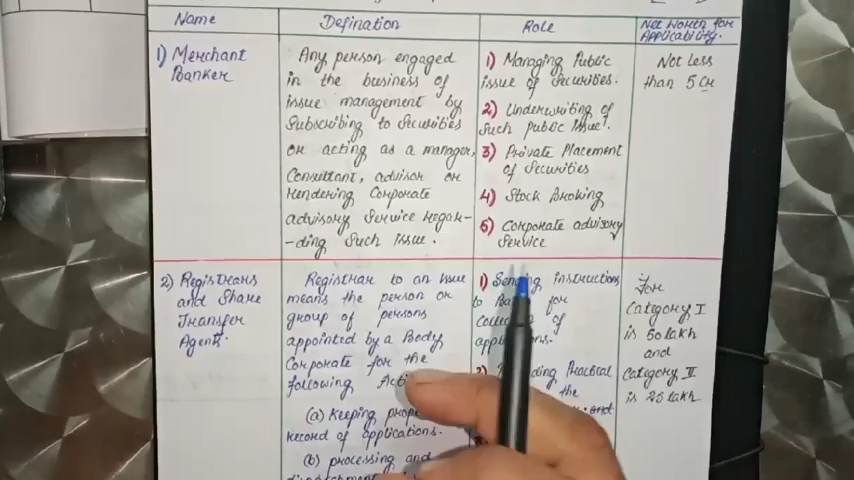 Name
Defination
Role
Net Worth for
Applicability.
1) Merchant
Banker
Any person engaged
in the business of
issue management by
Subscribing to Securities
or acting as a manager,
Consultant, advisor or
rendering Corporate
advisory Service regar-
-ding Such issue.
1) Managing Public
issue of Securities.
2) Underwriting of
such public issue.
3) Private Placement
of Securities
4) Stock Broking
5) Corporate advisory
Service
Not less
than 5 Cr
2) Registrars
and Share
Transfer
Agent.
Registrar to an issue
means the person or
group of persons
appointed by a Body
Corporate for the
following
(a) Keeping
record of applications.
(b) processing and
1) Sending instructions
to for
of
the
and
For
Category I
is 50 lakh
and
Category II
is 25 lakh